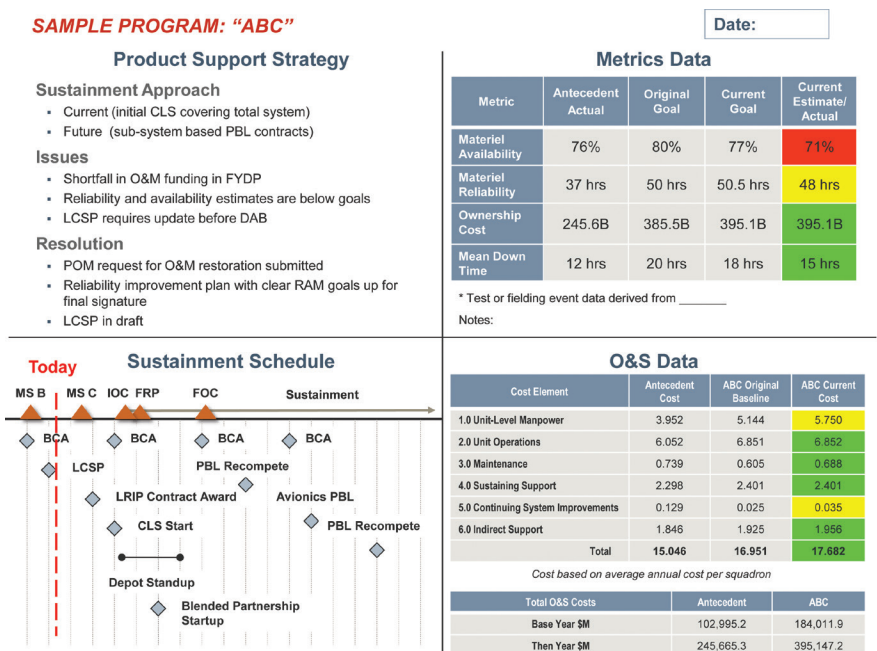 SAMPLE PROGRAM: “ABC”
Date:
Product Support Strategy
Sustainment Approach
▪ Current (initial CLS covering total system)
▪ Future (sub-system based PBL contracts)
Issues
▪ Shortfall in O&M funding in FYDP
▪ Reliability and availability estimates are below goals
▪ LCSP requires update before DAB
Resolution
▪ POM request for O&M restoration submitted
▪ Reliability improvement plan with clear RAM goals up for
final signature
▪ LCSP in draft
Metrics Data
Metric Antecedent Actual Original Goal Current Goal Current Estimate/ Actual
Materiel Availability 76% 80% 77% 71%
Materiel Reliability 37 hrs 50 hrs 50.5 hrs 48 hrs
Ownership Cost 245.6B 385.5B 395.1B 395.1B
Mean Down Time 12 hrs 20 hrs 18 hrs 15 hrs
* Test or fielding event data derived from _______
Notes:
Sustainment Schedule
Today
MS B MS C IOC FRP FOC Sustainment
BCA BCA BCA BCA
LCSP PBL Recompete
LRIP Contract Award Avionics PBL
CLS Start PBL Recompete
Depot Standup
Blended Partnership
Startup
O&S Data
Cost Element Antecedent Cost ABC Original Baseline ABC Current Cost
1.0 Unit-Level Manpower 3.952 5.144 5.750
2.0 Unit Operations 6.052 6.851 6.852
3.0 Maintenance 0.739 0.605 0.688
4.0 Sustaining Support 2.298 2.401 2.401
5.0 Continuing System Improvements 0.129 0.025 0.035
6.0 Indirect Support 1.846 1.925 1.956
Total 15.046 16.951 17.682
Cost based on average annual cost per squadron
Total O&S Costs Antecedent ABC
Base Year $M 102,995.2 184,011.9
Then Year $M 245,665.3 395,147.2